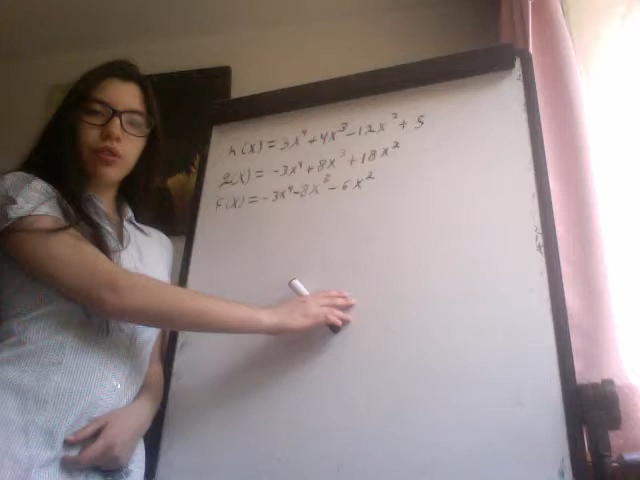 h(x) = 3x⁴ + 4x³ - 12x² + 5
g(x) = -3x⁴ + 8x³ + 18x²
F(x) = -3x⁴ - 8x³ - 6x²